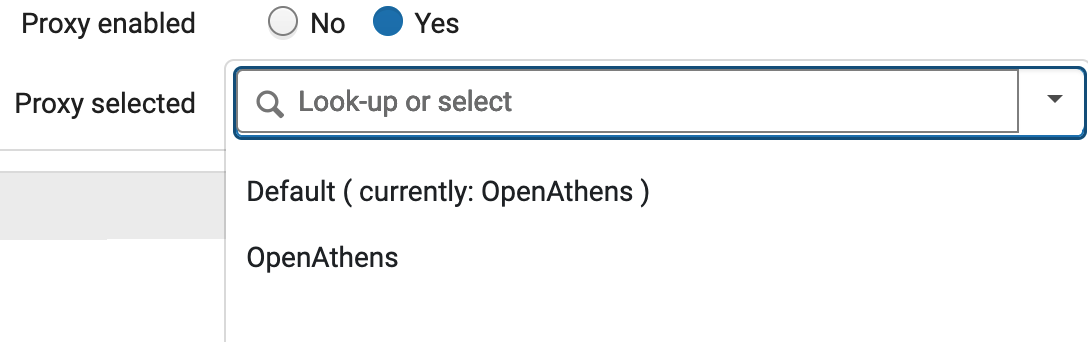 Proxy enabled No Yes
Proxy selected Look-up or select
Default ( currently: OpenAthens )
OpenAthens